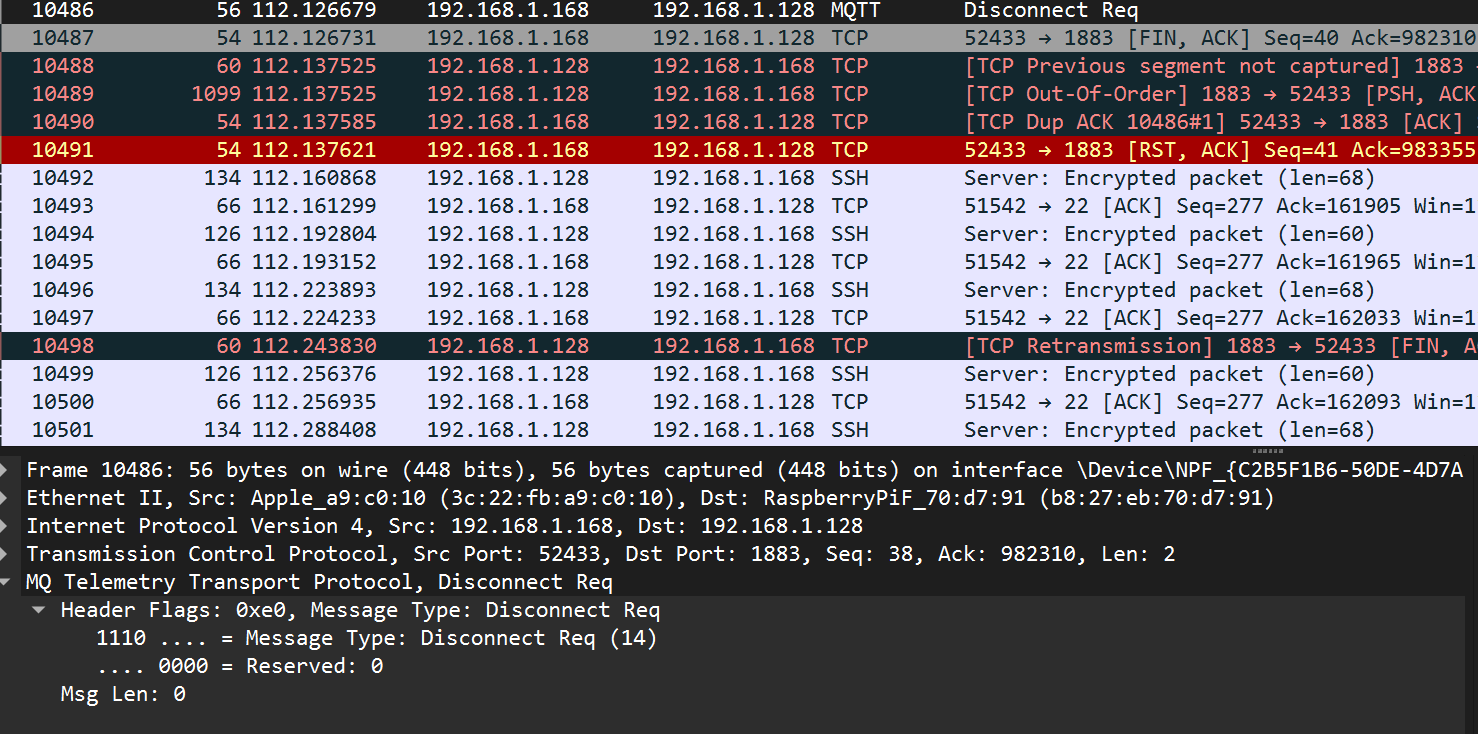 10486 56 112.126679 192.168.1.168 192.168.1.128 MQTT Disconnect Req
10487 54 112.126731 192.168.1.168 192.168.1.128 TCP 52433 → 1883 [FIN, ACK] Seq=40 Ack=982310
10488 60 112.137525 192.168.1.128 192.168.1.168 TCP [TCP Previous segment not captured] 1883
10489 1099 112.137525 192.168.1.128 192.168.1.168 TCP [TCP Out-Of-Order] 1883 → 52433 [PSH, ACK
10490 54 112.137585 192.168.1.168 192.168.1.128 TCP [TCP Dup ACK 10486#1] 52433 → 1883 [ACK]
10491 54 112.137621 192.168.1.168 192.168.1.128 TCP 52433 → 1883 [RST, ACK] Seq=41 Ack=983355
10492 134 112.160868 192.168.1.128 192.168.1.168 SSH Server: Encrypted packet (len=68)
10493 66 112.161299 192.168.1.168 192.168.1.128 TCP 51542 → 22 [ACK] Seq=277 Ack=161905 Win=1
10494 126 112.192804 192.168.1.128 192.168.1.168 SSH Server: Encrypted packet (len=60)
10495 66 112.193152 192.168.1.168 192.168.1.128 TCP 51542 → 22 [ACK] Seq=277 Ack=161965 Win=1
10496 134 112.223893 192.168.1.128 192.168.1.168 SSH Server: Encrypted packet (len=68)
10497 66 112.224233 192.168.1.168 192.168.1.128 TCP 51542 → 22 [ACK] Seq=277 Ack=162033 Win=1
10498 60 112.243830 192.168.1.128 192.168.1.168 TCP [TCP Retransmission] 1883 → 52433 [FIN, A
10499 126 112.256376 192.168.1.128 192.168.1.168 SSH Server: Encrypted packet (len=60)
10500 66 112.256935 192.168.1.168 192.168.1.128 TCP 51542 → 22 [ACK] Seq=277 Ack=162093 Win=1
10501 134 112.288408 192.168.1.128 192.168.1.168 SSH Server: Encrypted packet (len=68)
Frame 10486: 56 bytes on wire (448 bits), 56 bytes captured (448 bits) on interface \Device\NPF_{C2B5F1B6-50DE-4D7A
Ethernet II, Src: Apple_a9:c0:10 (3c:22:fb:a9:c0:10), Dst: RaspberryPiF_70:d7:91 (b8:27:eb:70:d7:91)
Internet Protocol Version 4, Src: 192.168.1.168, Dst: 192.168.1.128
Transmission Control Protocol, Src Port: 52433, Dst Port: 1883, Seq: 38, Ack: 982310, Len: 2
MQ Telemetry Transport Protocol, Disconnect Req
Header Flags: 0xe0, Message Type: Disconnect Req
1110 .... = Message Type: Disconnect Req (14)
.... 0000 = Reserved: 0
Msg Len: 0